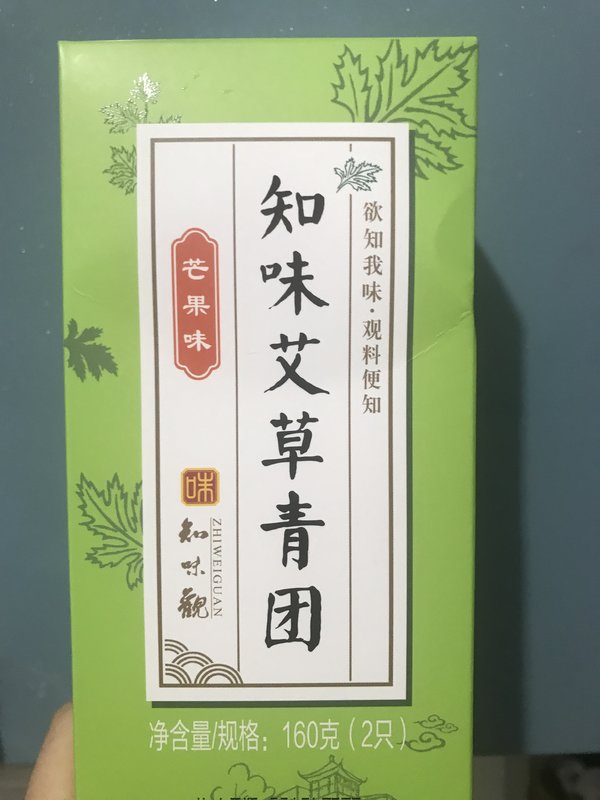 欲知我味·观料便知
知味艾草青团
芒果味
味
知味觀
ZHIWEIGUAN
净含量/规格：160克（2只）